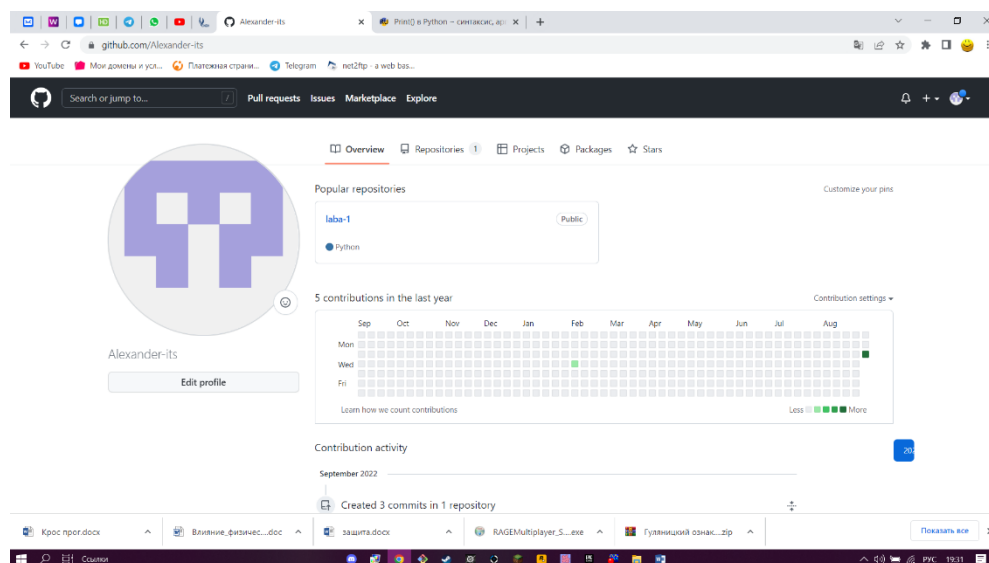 Alexander-its
Print() в Python – синтаксис, ар
github.com/Alexander-its
YouTube Мои домены и усл... Платежная страни... Telegram net2ftp - a web bas...
Search or jump to... / Pull requests Issues Marketplace Explore
Overview Repositories 1 Projects Packages Stars
Popular repositories Customize your pins
laba-1 Public
Python
5 contributions in the last year Contribution settings
Sep Oct Nov Dec Jan Feb Mar Apr May Jun Jul Aug
Mon
Wed
Fri
Learn how we count contributions Less More
Alexander-its
Edit profile
Contribution activity
202
September 2022
Created 3 commits in 1 repository
Крос прог.docx Влияние_физичес....doc защита.docx RAGEMultiplayer_S....exe Гуляницкий ознак....zip Показать все
Ссылки РУС 19:31